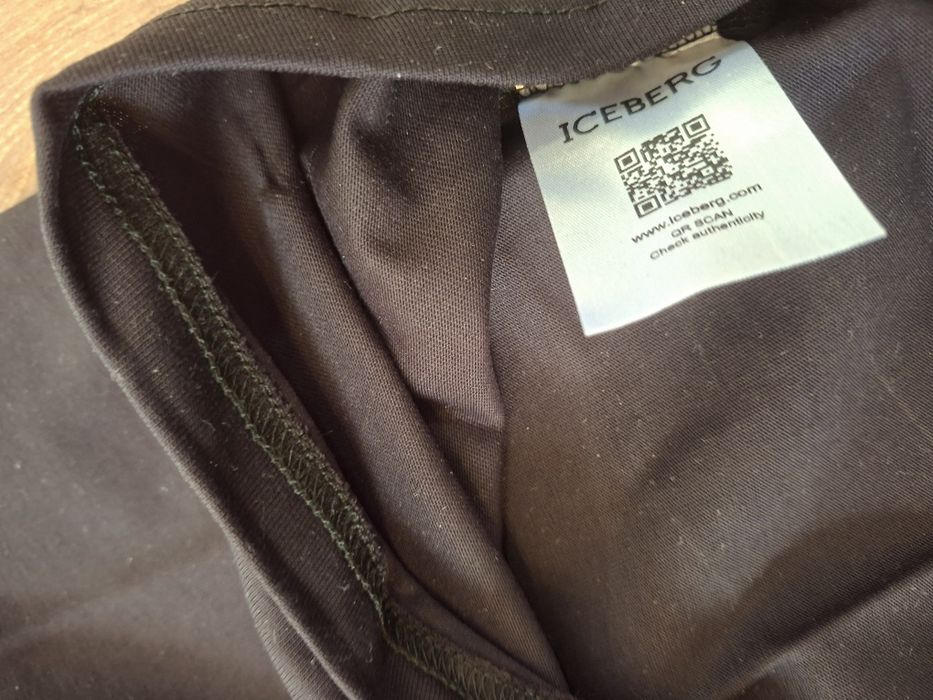 ICEBERG
www.iceberg.com
QR SCAN
Check authenticity